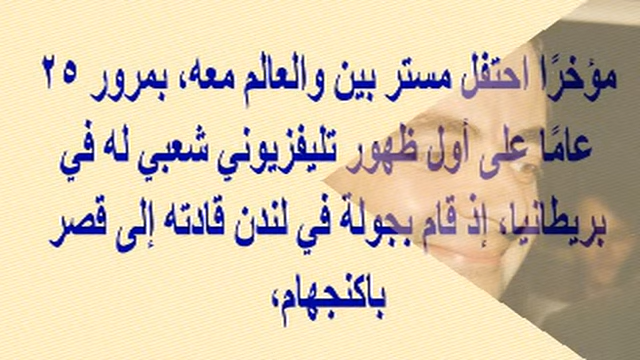 مؤخرًا احتفل مستر بين والعالم معه، بمرور ٢٥
عامًا على أول ظهور تليفزيوني شعبي له في
بريطانيا، إذ قام بجولة في لندن قادته إلى قصر
باكنجهام،